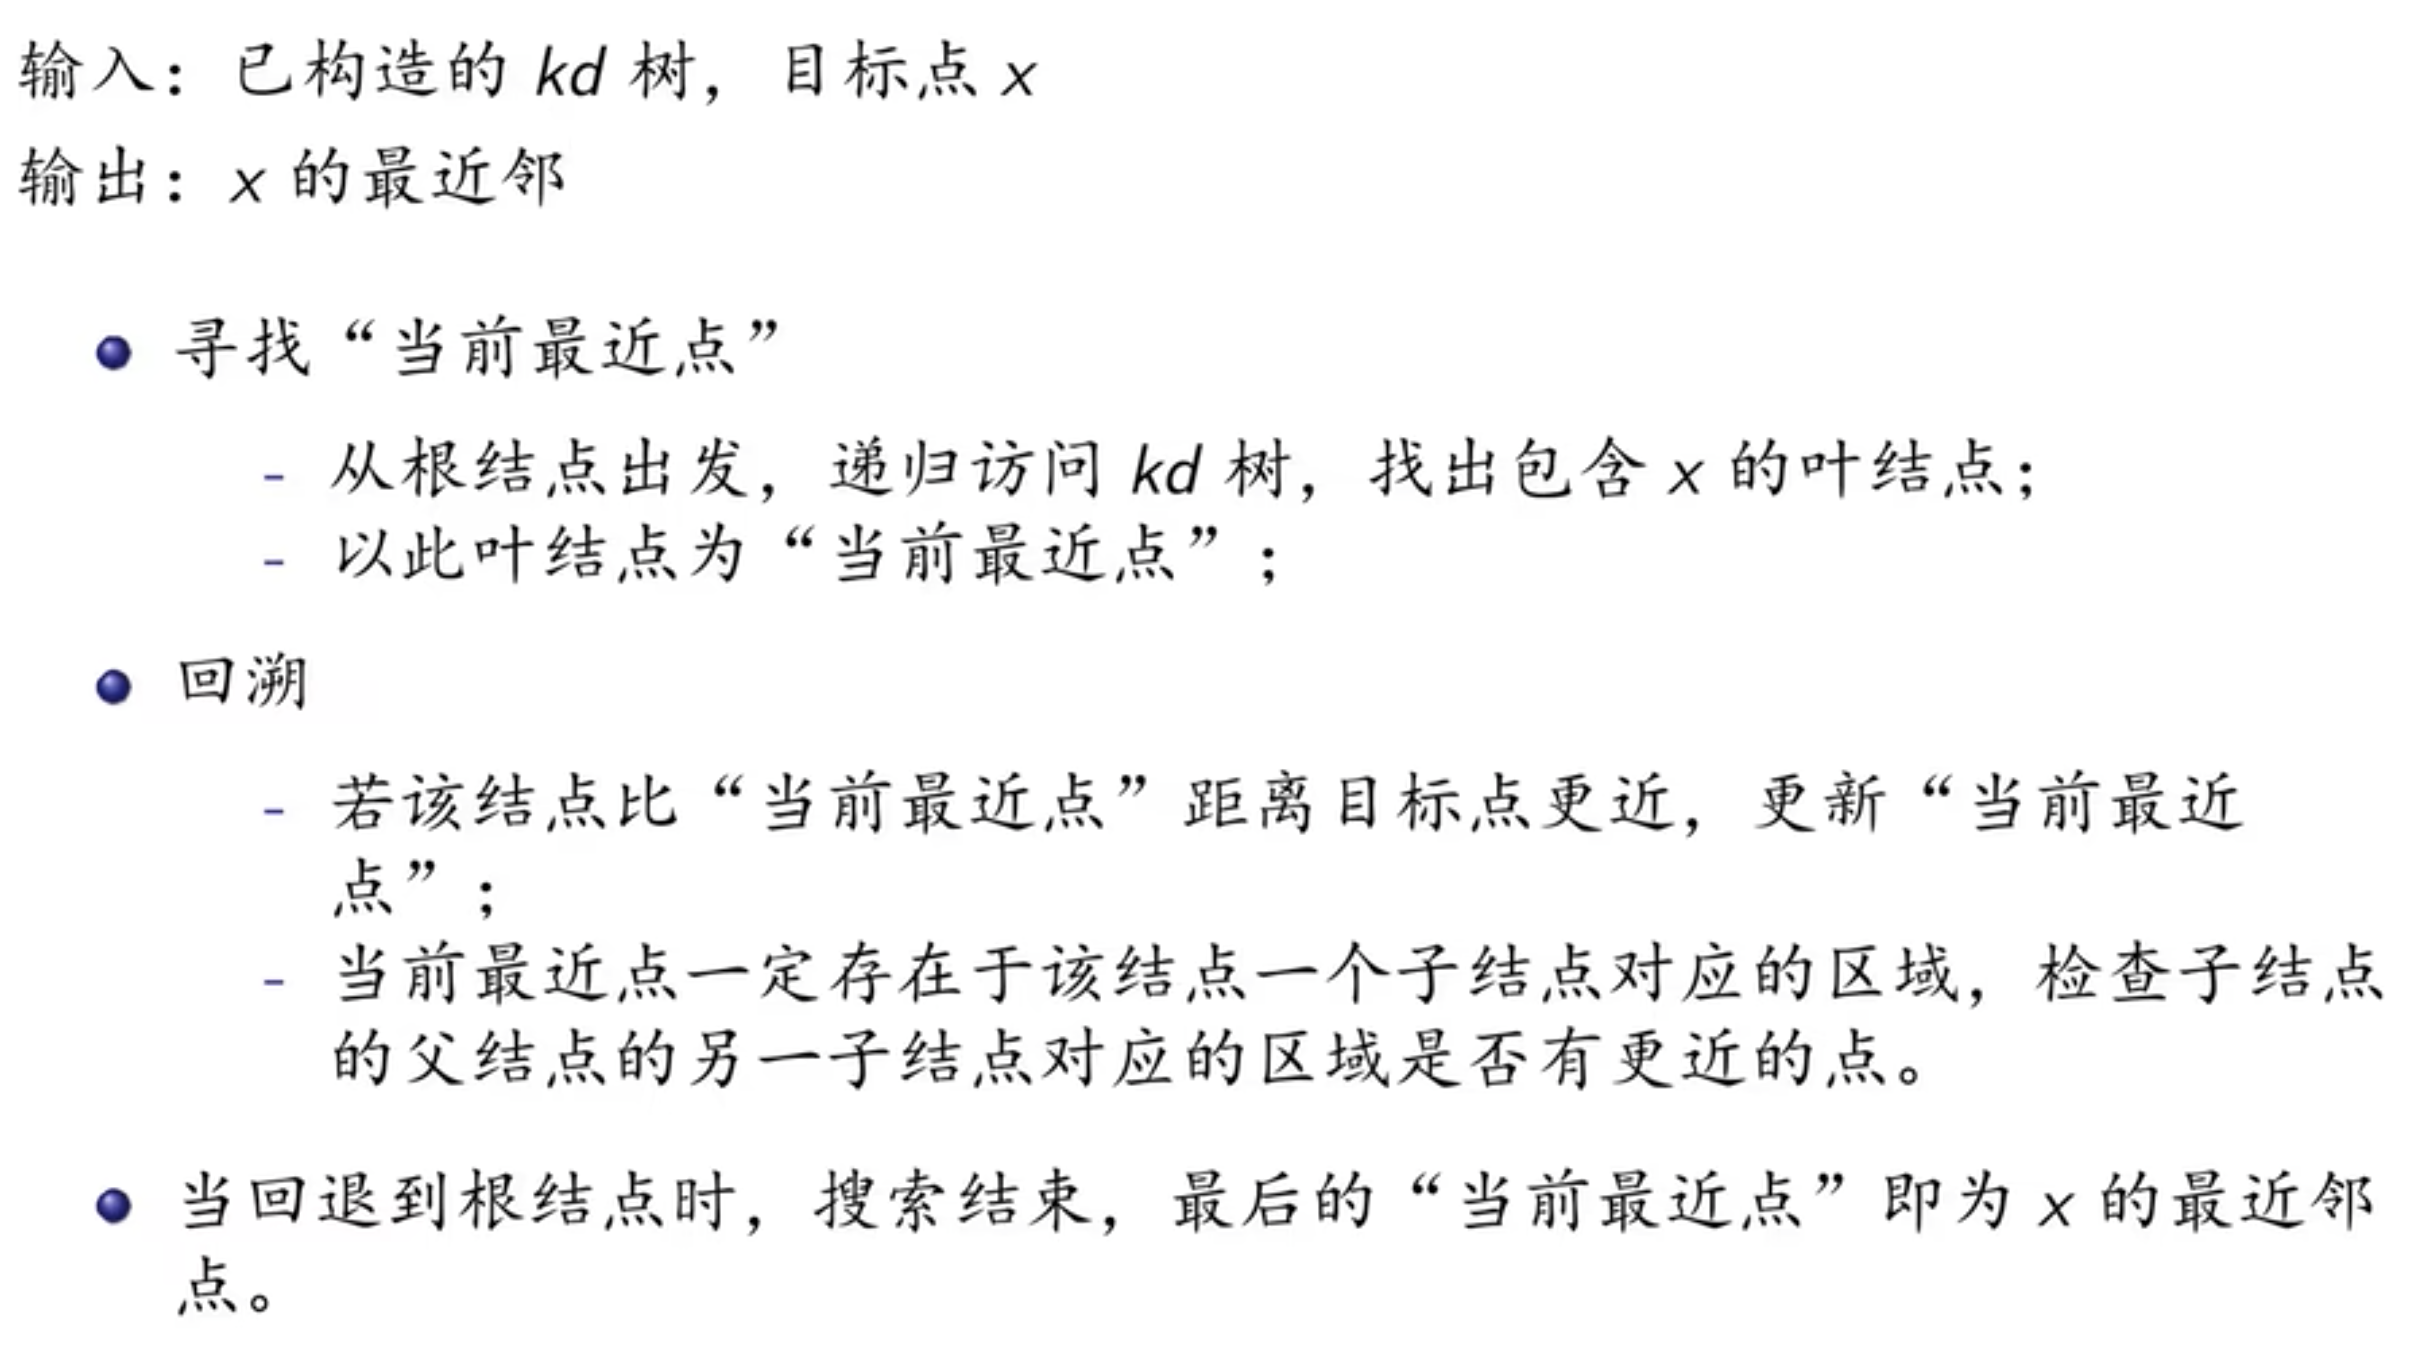 输入：已构造的 kd 树，目标点 x
输出：x 的最近邻
寻找“当前最近点”
- 从根结点出发，递归访问 kd 树，找出包含 x 的叶结点；
- 以此叶结点为“当前最近点”；
回溯
- 若该结点比“当前最近点”距离目标点更近，更新“当前最近
点”；
- 当前最近点一定存在于该结点一个子结点对应的区域，检查子结点
的父结点的另一子结点对应的区域是否有更近的点。
当回退到根结点时，搜索结束，最后的“当前最近点”即为 x 的最近邻
点。